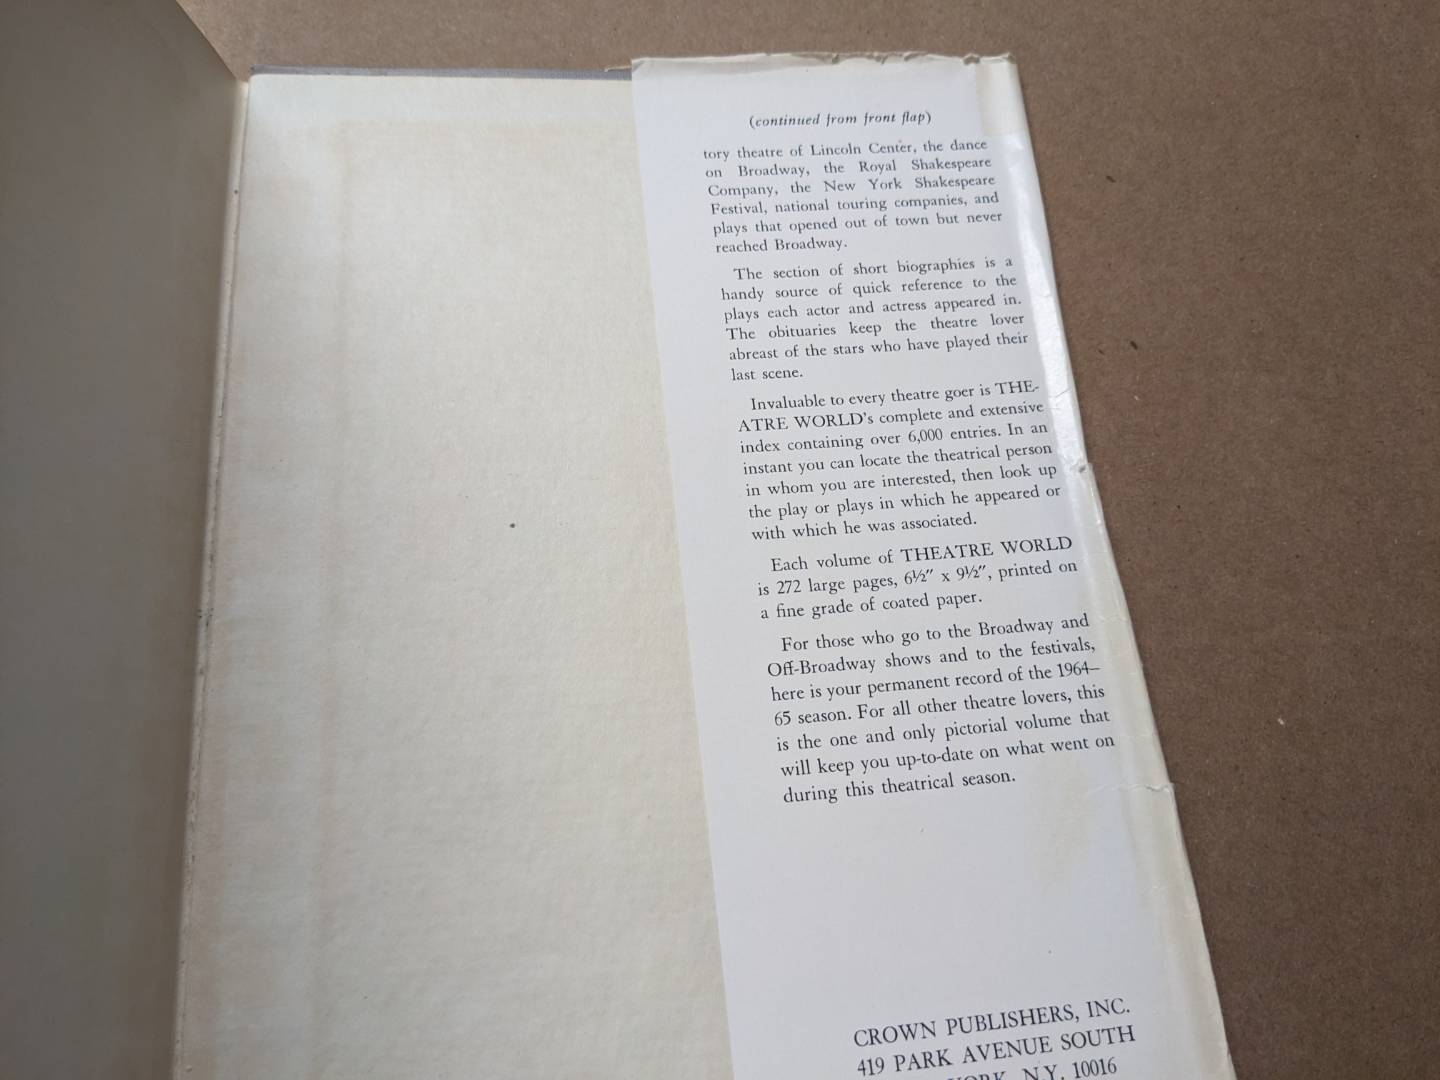 (continued from front flap)
tory theatre of Lincoln Center, the dance
on Broadway, the Royal Shakespeare
Company, the New York Shakespeare
Festival, national touring companies, and
plays that opened out of town but never
reached Broadway.
The section of short biographies is a
handy source of quick reference to the
plays each actor and actress appeared in.
The obituaries keep the theatre lover
abreast of the stars who have played their
last scene.
Invaluable to every theatre goer is THE-
ATRE WORLD's complete and extensive
index containing over 6,000 entries. In an
instant you can locate the theatrical person
in whom you are interested, then look up
the play or plays in which he appeared or
with which he was associated.
Each volume of THEATRE WORLD
is 272 large pages, 6½″ x 9½″, printed on
a fine grade of coated paper.
For those who go to the Broadway and
Off-Broadway shows and to the festivals,
here is your permanent record of the 1964–
65 season. For all other theatre lovers, this
is the one and only pictorial volume that
will keep you up-to-date on what went on
during this theatrical season.
CROWN PUBLISHERS, INC.
419 PARK AVENUE SOUTH
YORK, N.Y. 10016